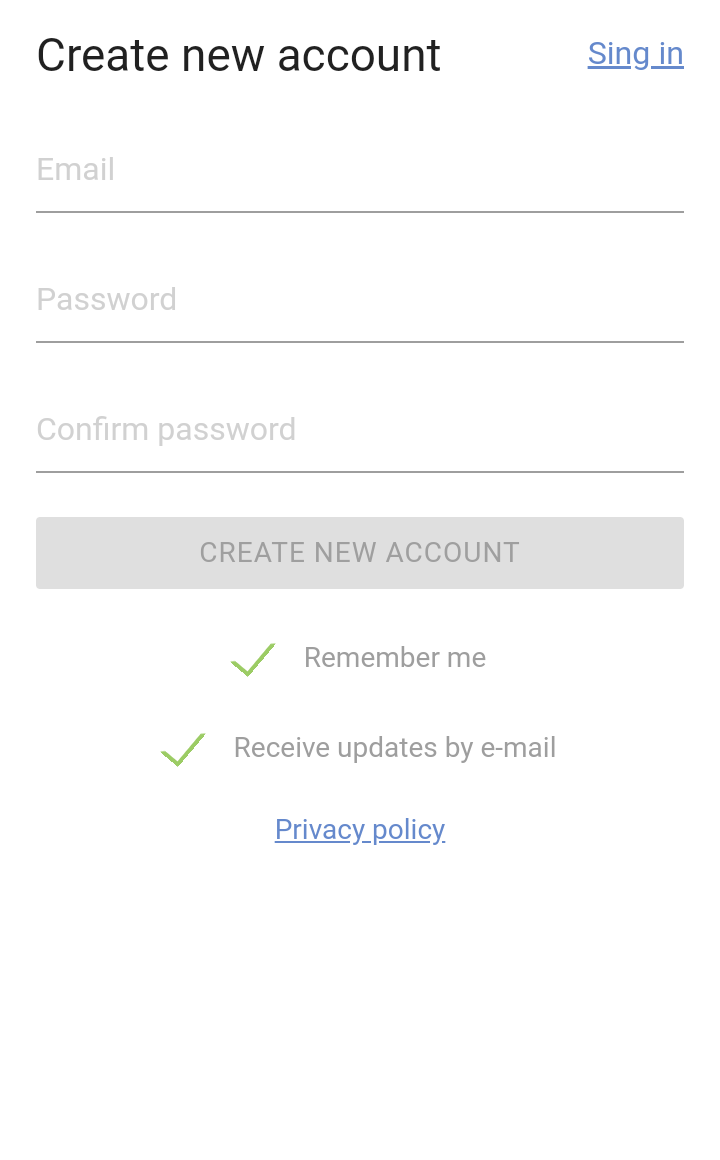 Create new account
Sing in
Email
Password
Confirm password
CREATE NEW ACCOUNT
Remember me
Receive updates by e-mail
Privacy policy